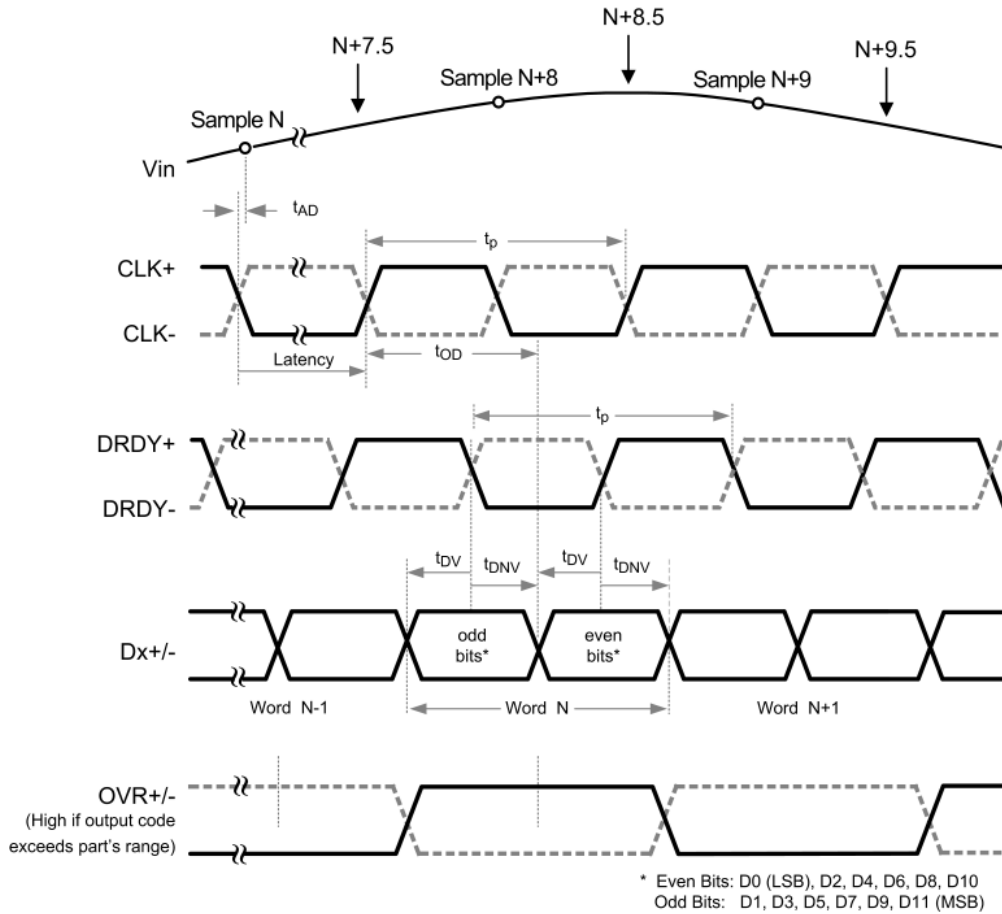 N+8.5
N+7.5
N+9.5
Sample N+8
Sample N+9
Sample N
Vin
tAD
tp
CLK+
CLK-
Latency
tOD
tp
DRDY+
DRDY-
tDV
tDNV
tDV
tDNV
Dx+/-
odd
bits*
even
bits*
Word N-1
Word N
Word N+1
OVR+/-
(High if output code
exceeds part's range)
* Even Bits: D0 (LSB), D2, D4, D6, D8, D10
Odd Bits: D1, D3, D5, D7, D9, D11 (MSB)